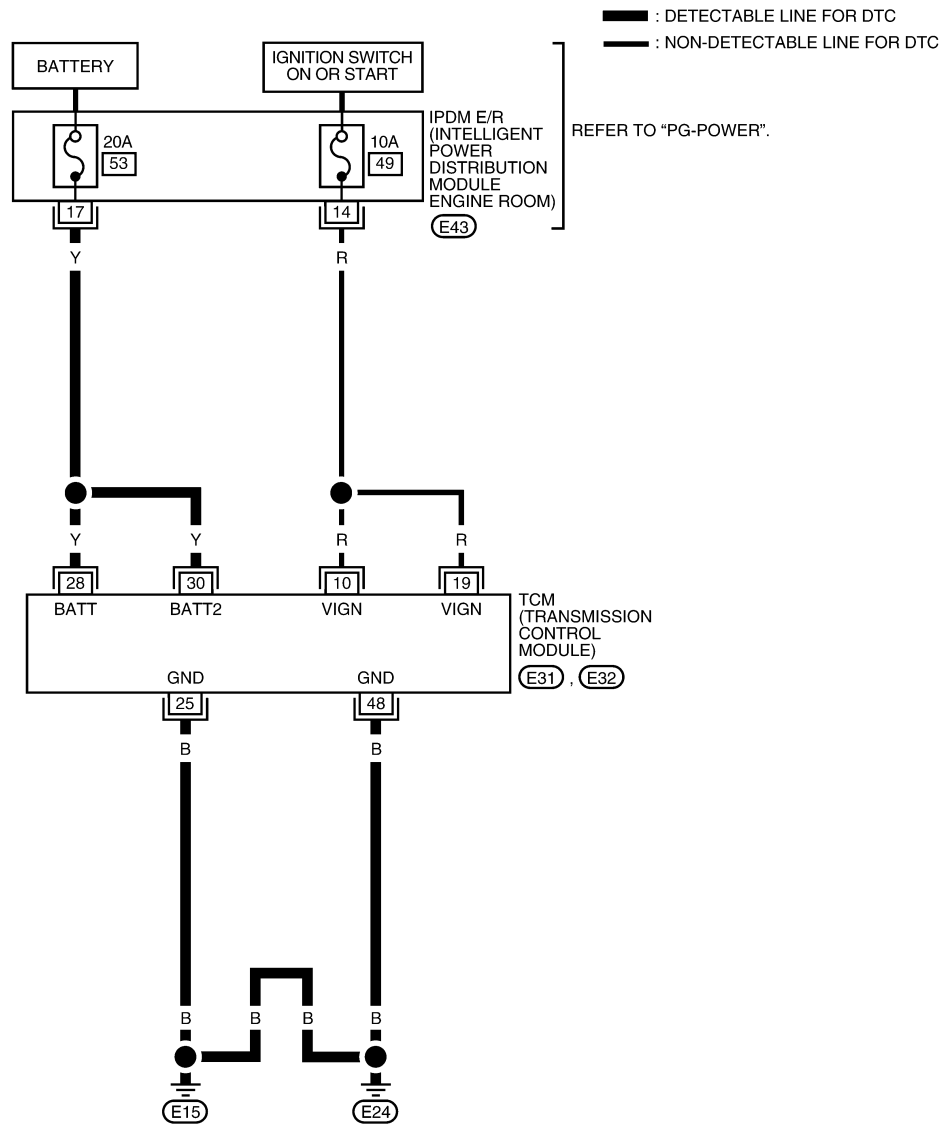 : DETECTABLE LINE FOR DTC
: NON-DETECTABLE LINE FOR DTC
BATTERY
IGNITION SWITCH
ON OR START
REFER TO “PG-POWER”.
20A
53
10A
49
IPDM E/R
(INTELLIGENT
POWER
DISTRIBUTION
MODULE
ENGINE ROOM)
E43
17
14
Y
R
Y
Y
R
R
28
30
10
19
BATT
BATT2
VIGN
VIGN
TCM
(TRANSMISSION
CONTROL
MODULE)
E31 , E32
GND
GND
25
48
B
B
B
B
B
B
E15
E24